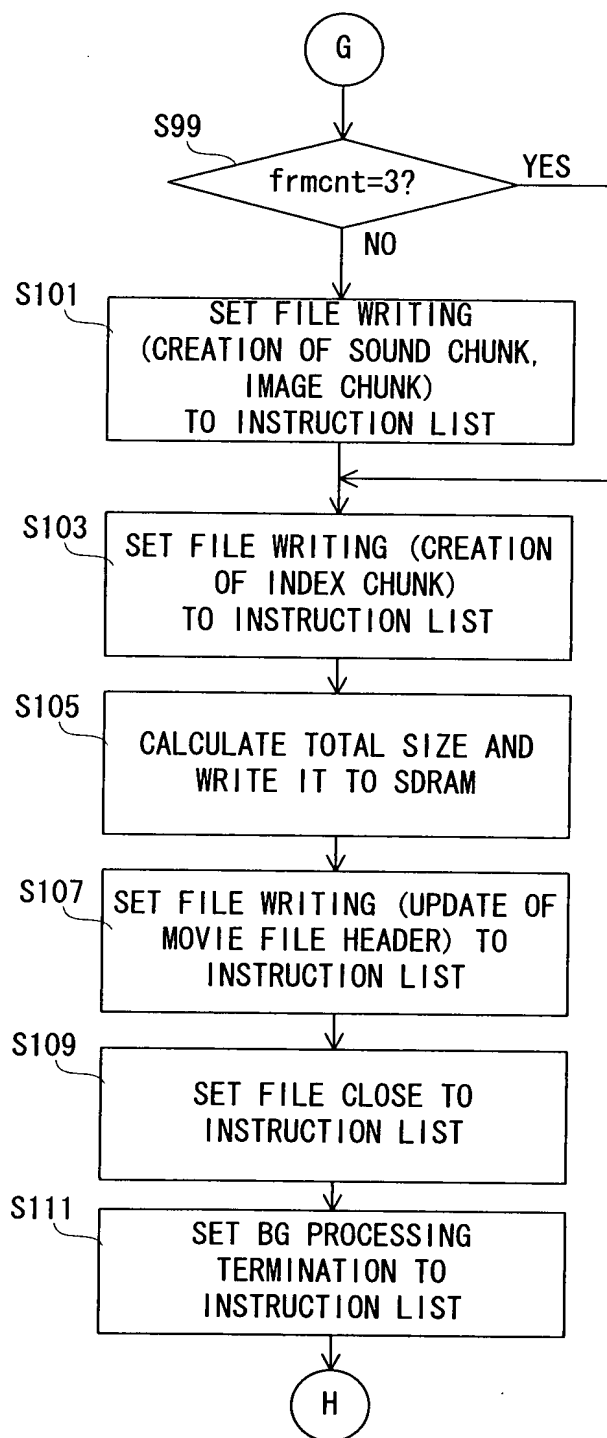 G
S99
frmcnt=3?
YES
NO
S101
SET FILE WRITING
(CREATION OF SOUND CHUNK,
IMAGE CHUNK)
TO INSTRUCTION LIST
S103
SET FILE WRITING (CREATION
OF INDEX CHUNK)
TO INSTRUCTION LIST
S105
CALCULATE TOTAL SIZE AND
WRITE IT TO SDRAM
S107
SET FILE WRITING (UPDATE OF
MOVIE FILE HEADER) TO
INSTRUCTION LIST
S109
SET FILE CLOSE TO
INSTRUCTION LIST
S111
SET BG PROCESSING
TERMINATION TO
INSTRUCTION LIST
H